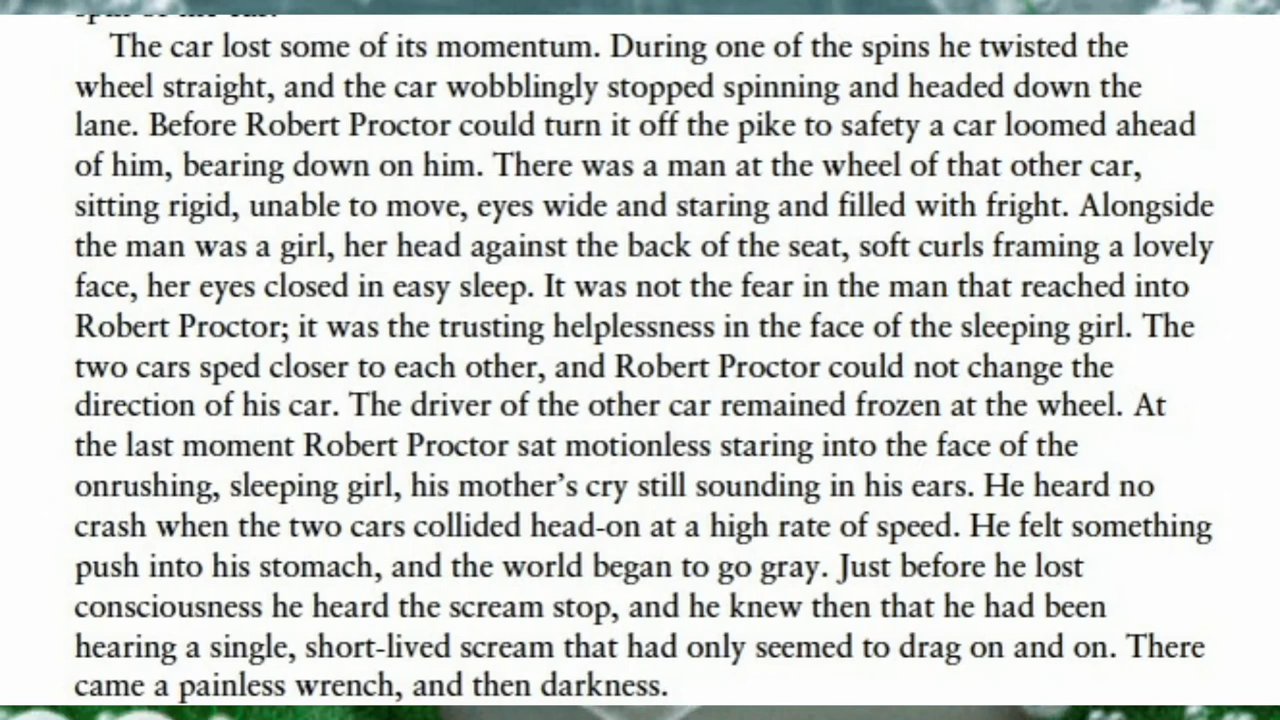 The car lost some of its momentum. During one of the spins he twisted the
wheel straight, and the car wobblingly stopped spinning and headed down the
lane. Before Robert Proctor could turn it off the pike to safety a car loomed ahead
of him, bearing down on him. There was a man at the wheel of that other car,
sitting rigid, unable to move, eyes wide and staring and filled with fright. Alongside
the man was a girl, her head against the back of the seat, soft curls framing a lovely
face, her eyes closed in easy sleep. It was not the fear in the man that reached into
Robert Proctor; it was the trusting helplessness in the face of the sleeping girl. The
two cars sped closer to each other, and Robert Proctor could not change the
direction of his car. The driver of the other car remained frozen at the wheel. At
the last moment Robert Proctor sat motionless staring into the face of the
onrushing, sleeping girl, his mother’s cry still sounding in his ears. He heard no
crash when the two cars collided head-on at a high rate of speed. He felt something
push into his stomach, and the world began to go gray. Just before he lost
consciousness he heard the scream stop, and he knew then that he had been
hearing a single, short-lived scream that had only seemed to drag on and on. There
came a painless wrench, and then darkness.